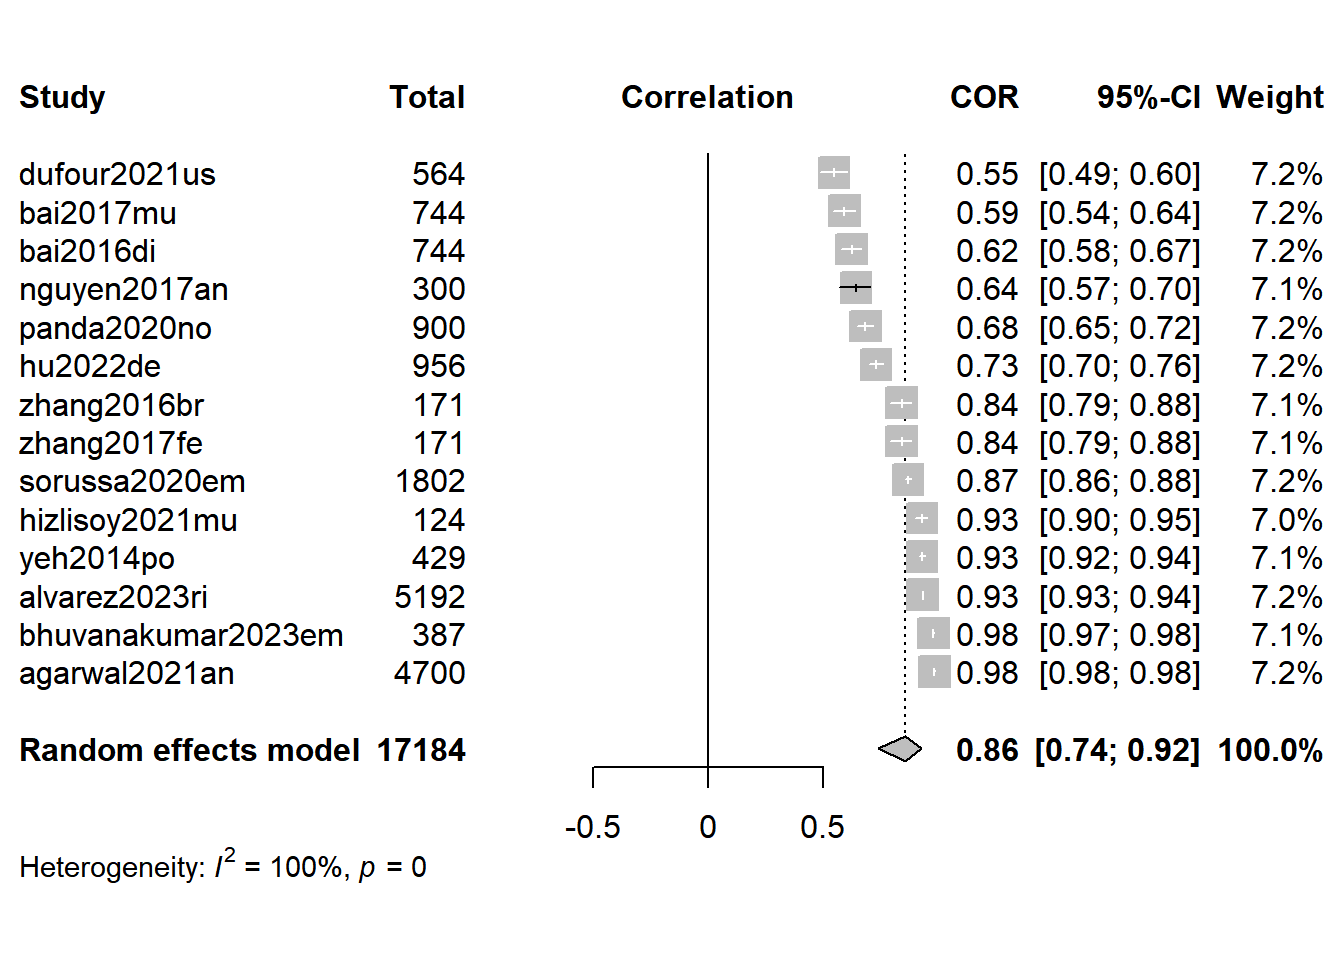 Study Total Correlation COR 95%-CI Weight
dufour2021us 564 0.55 [0.49; 0.60] 7.2%
bai2017mu 744 0.59 [0.54; 0.64] 7.2%
bai2016di 744 0.62 [0.58; 0.67] 7.2%
nguyen2017an 300 0.64 [0.57; 0.70] 7.1%
panda2020no 900 0.68 [0.65; 0.72] 7.2%
hu2022de 956 0.73 [0.70; 0.76] 7.2%
zhang2016br 171 0.84 [0.79; 0.88] 7.1%
zhang2017fe 171 0.84 [0.79; 0.88] 7.1%
sorussa2020em 1802 0.87 [0.86; 0.88] 7.2%
hizlisoy2021mu 124 0.93 [0.90; 0.95] 7.0%
yeh2014po 429 0.93 [0.92; 0.94] 7.1%
alvarez2023ri 5192 0.93 [0.93; 0.94] 7.2%
bhuvanakumar2023em 387 0.98 [0.97; 0.98] 7.1%
agarwal2021an 4700 0.98 [0.98; 0.98] 7.2%
Random effects model 17184 0.86 [0.74; 0.92] 100.0%
-0.5 0 0.5
Heterogeneity: I² = 100%, p = 0